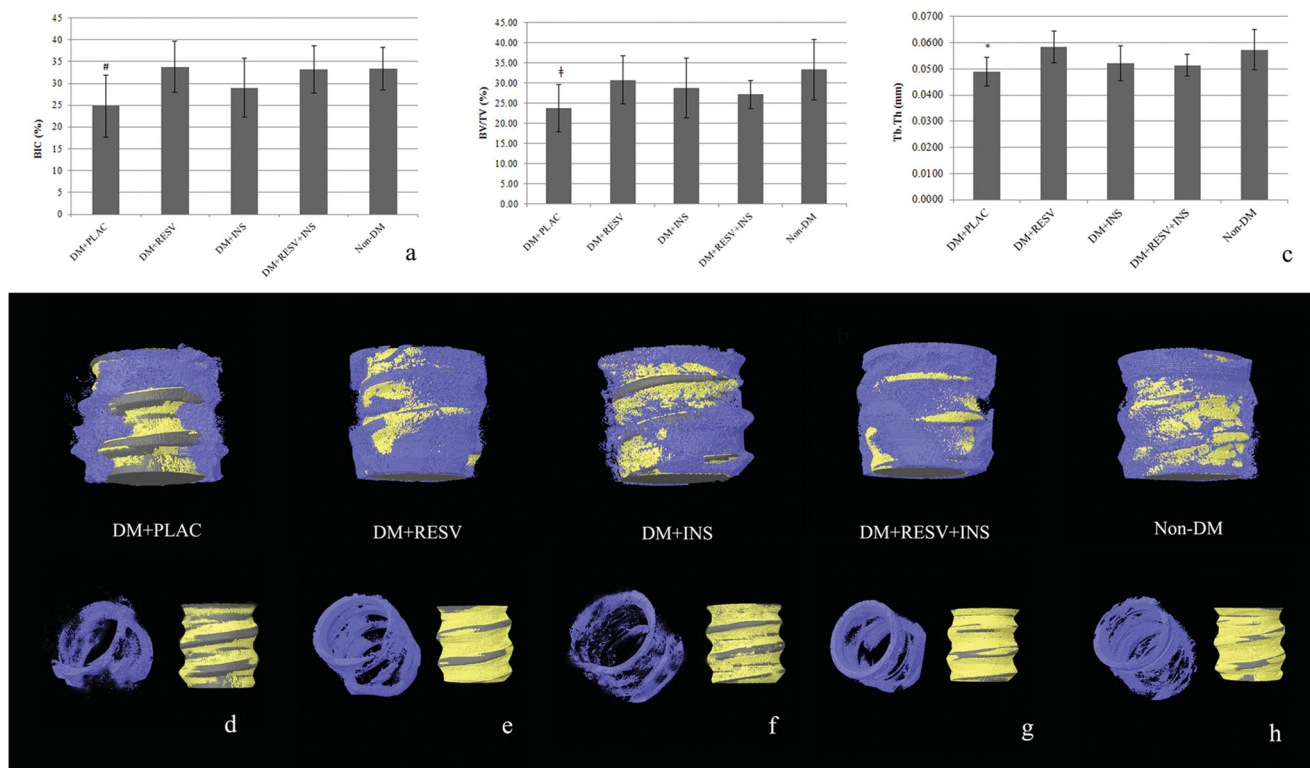 45
40
35
30
25
20
15
10
5
0
BIC (%)
#
DM+PLAC
DM+RESV
DM+INS
DM+RESV+INS
Non-DM
a
45.00
40.00
35.00
30.00
25.00
20.00
15.00
10.00
5.00
0.00
BV/TV (%)
ǂ
DM+PLAC
DM+RESV
DM+INS
DM+RESV+INS
Non-DM
0.0700
0.0600
0.0500
0.0400
0.0300
0.0200
0.0100
0.0000
Tb.Th (mm)
*
DM+PLAC
DM+RESV
DM+INS
DM+RESV+INS
Non-DM
c
b
DM+PLAC
DM+RESV
DM+INS
DM+RESV+INS
Non-DM
d
e
f
g
h